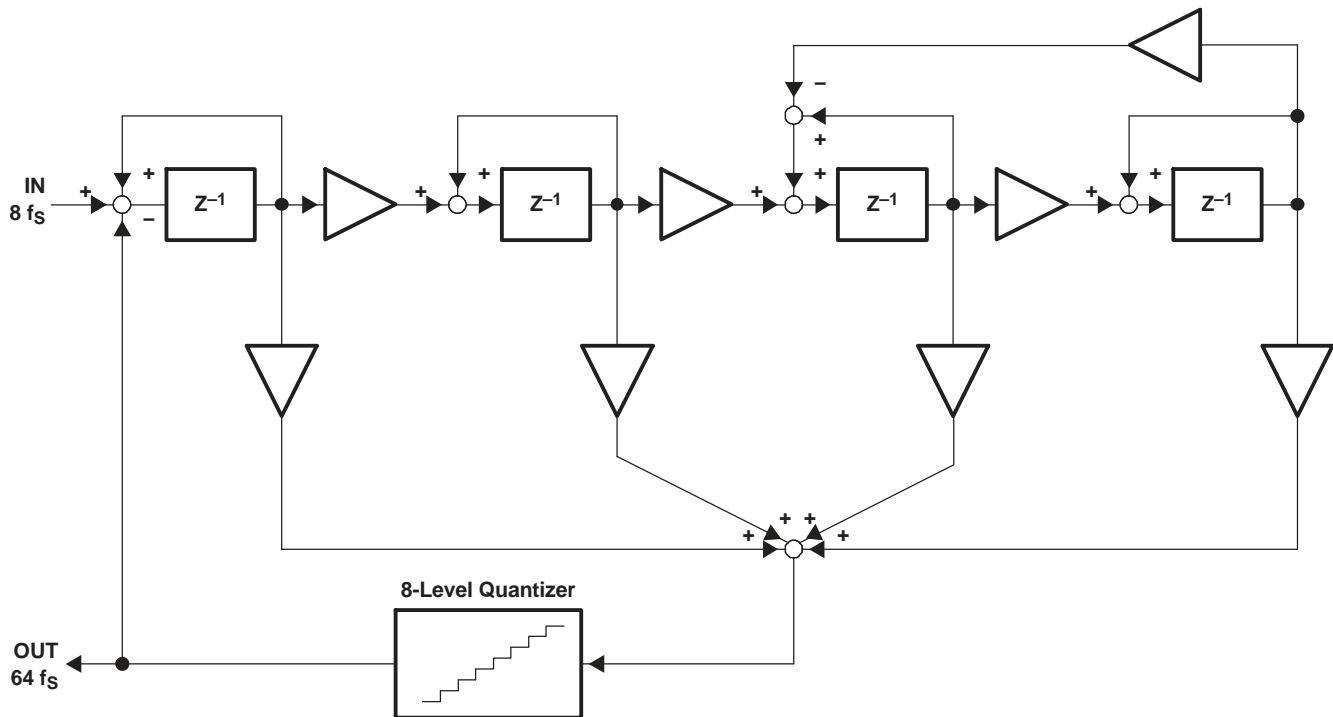 –
+
+
+
+
+
IN
8 fS
+
–
Z–1
+
Z–1
+
Z–1
+
Z–1
+
+
+
+
+
+
8-Level Quantizer
OUT
64 fS